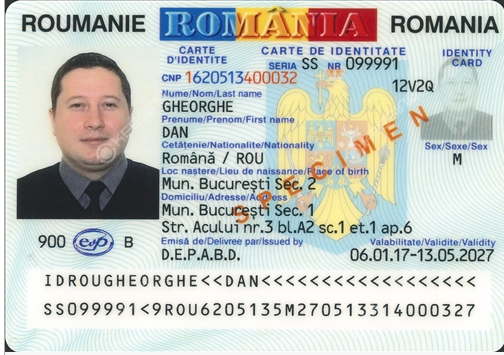 ROUMANIE ROMÂNIA ROMANIA
CARTE D'IDENTITE
CARTE DE IDENTITATE
IDENTITY CARD
SERIA SS NR 099991
CNP 1620513400032
12V2Q
Nume/Nom/Last name
GHEORGHE
Prenume/Prenom/First name
DAN
Cetăţenie/Nationalite/Nationality
Română / ROU
Sex/Sexe/Sex
M
Loc naştere/Lieu de naissance/Place of birth
Mun. Bucureşti Sec. 2
Domiciliu/Adresse/Address
Mun. Bucureşti Sec. 1
Str. Acului nr.3 bl.A2 sc.1 et.1 ap.6
SPECIMEN
900 e&p B
Emisă de/Delivree par/Issued by
Valabilitate/Validite/Validity
D.E.P.A.B.D.
06.01.17-13.05.2027
IDROUGHEORGHE<<DAN<<<<<<<<<<<<<<<<<<
SS099991<9ROU6205135M270513314000327